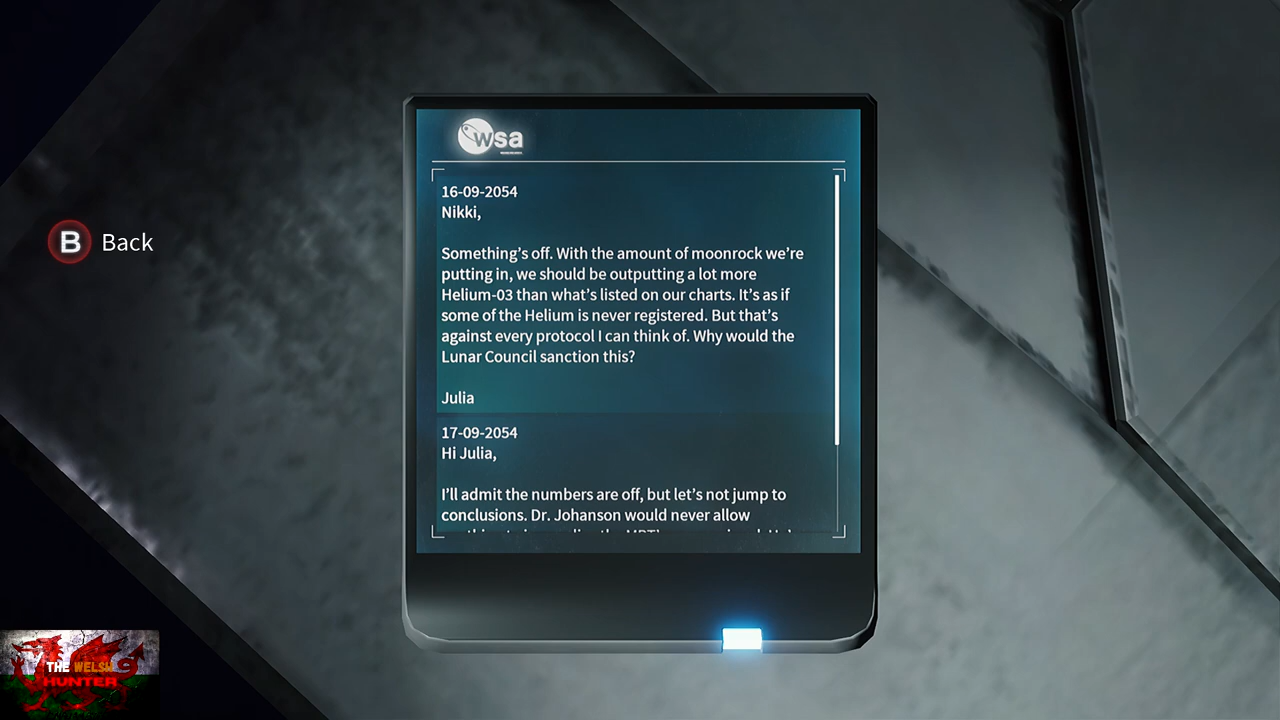 wsa
16-09-2054
Nikki,
Something's off. With the amount of moonrock we're
putting in, we should be outputting a lot more
Helium-03 than what's listed on our charts. It's as if
some of the Helium is never registered. But that's
against every protocol I can think of. Why would the
Lunar Council sanction this?
Julia
17-09-2054
Hi Julia,
I'll admit the numbers are off, but let's not jump to
conclusions. Dr. Johanson would never allow
B Back
THE WELSH
HUNTER